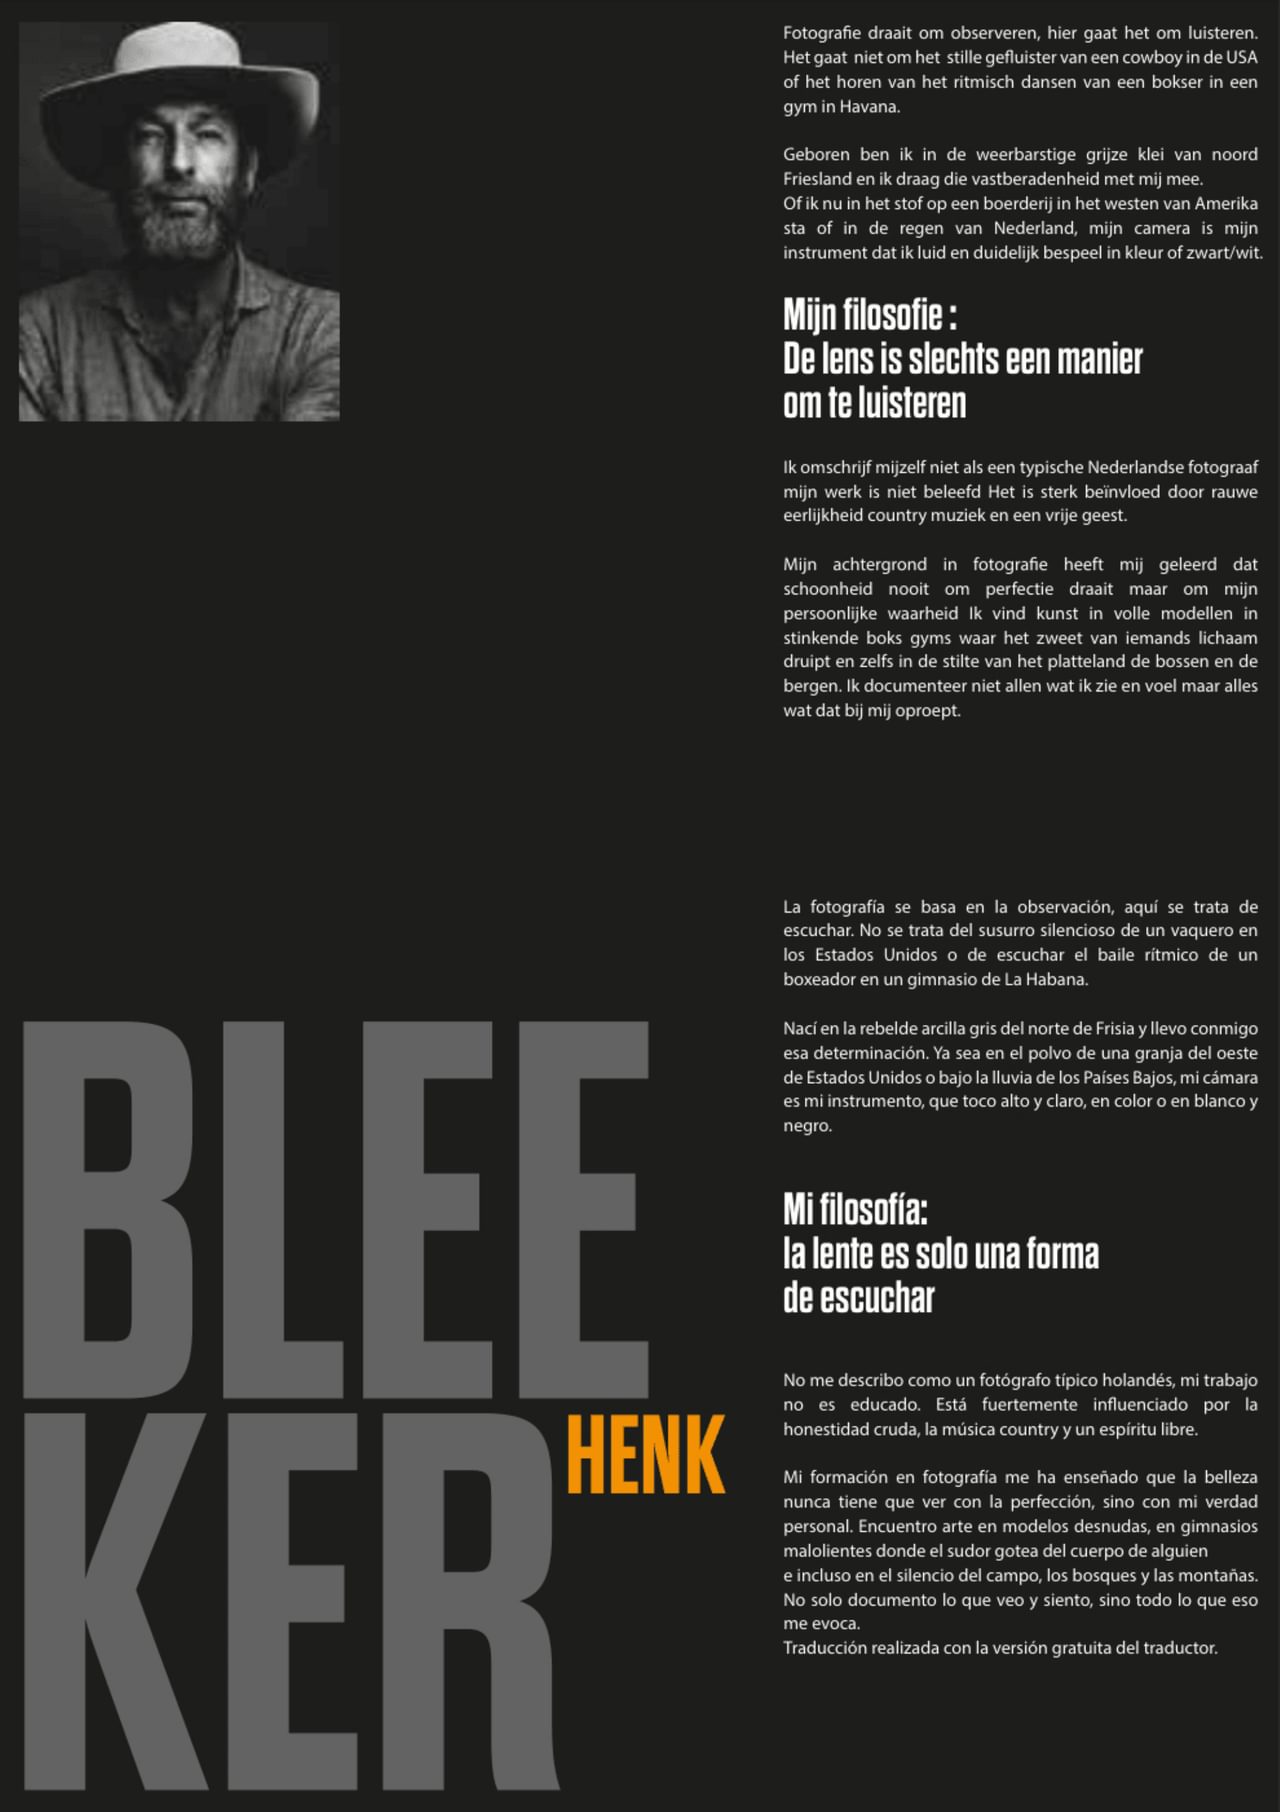 Fotografie draait om observeren, hier gaat het om luisteren.
Het gaat niet om het stille gefluister van een cowboy in de USA
of het horen van het ritmisch dansen van een bokser in een
gym in Havana.
Geboren ben ik in de weerbarstige grijze klei van noord
Friesland en ik draag die vastberadenheid met mij mee.
Of ik nu in het stof op een boerderij in het westen van Amerika
sta of in de regen van Nederland, mijn camera is mijn
instrument dat ik luid en duidelijk bespeel in kleur of zwart/wit.
Mijn filosofie :
De lens is slechts een manier
om te luisteren
Ik omschrijf mijzelf niet als een typische Nederlandse fotograaf
mijn werk is niet beleefd Het is sterk beïnvloed door rauwe
eerlijkheid country muziek en een vrije geest.
Mijn achtergrond in fotografie heeft mij geleerd dat
schoonheid nooit om perfectie draait maar om mijn
persoonlijke waarheid Ik vind kunst in volle modellen in
stinkende boks gyms waar het zweet van iemands lichaam
druipt en zelfs in de stilte van het platteland de bossen en de
bergen. Ik documenteer niet allen wat ik zie en voel maar alles
wat dat bij mij oproept.
La fotografía se basa en la observación, aquí se trata de
escuchar. No se trata del susurro silencioso de un vaquero en
los Estados Unidos o de escuchar el baile rítmico de un
boxeador en un gimnasio de La Habana.
Nací en la rebelde arcilla gris del norte de Frisia y llevo conmigo
esa determinación. Ya sea en el polvo de una granja del oeste
de Estados Unidos o bajo la lluvia de los Países Bajos, mi cámara
es mi instrumento, que toco alto y claro, en color o en blanco y
negro.
Mi filosofía:
la lente es solo una forma
de escuchar
No me describo como un fotógrafo típico holandés, mi trabajo
no es educado. Está fuertemente influenciado por la
honestidad cruda, la música country y un espíritu libre.
Mi formación en fotografía me ha enseñado que la belleza
nunca tiene que ver con la perfección, sino con mi verdad
personal. Encuentro arte en modelos desnudas, en gimnasios
malolientes donde el sudor gotea del cuerpo de alguien
e incluso en el silencio del campo, los bosques y las montañas.
No solo documento lo que veo y siento, sino todo lo que eso
me evoca.
Traducción realizada con la versión gratuita del traductor.
BLEE
KER
HENK